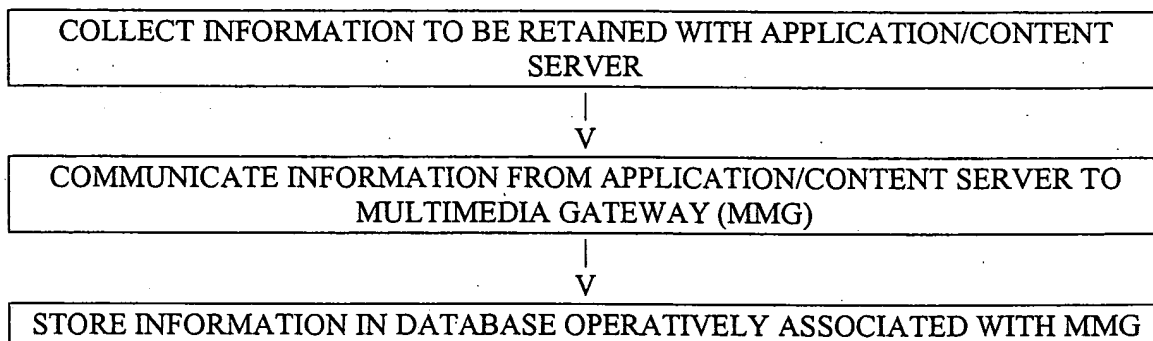 COLLECT INFORMATION TO BE RETAINED WITH APPLICATION/CONTENT
SERVER
|
V
COMMUNICATE INFORMATION FROM APPLICATION/CONTENT SERVER TO
MULTIMEDIA GATEWAY (MMG)
|
V
STORE INFORMATION IN DATABASE OPERATIVELY ASSOCIATED WITH MMG